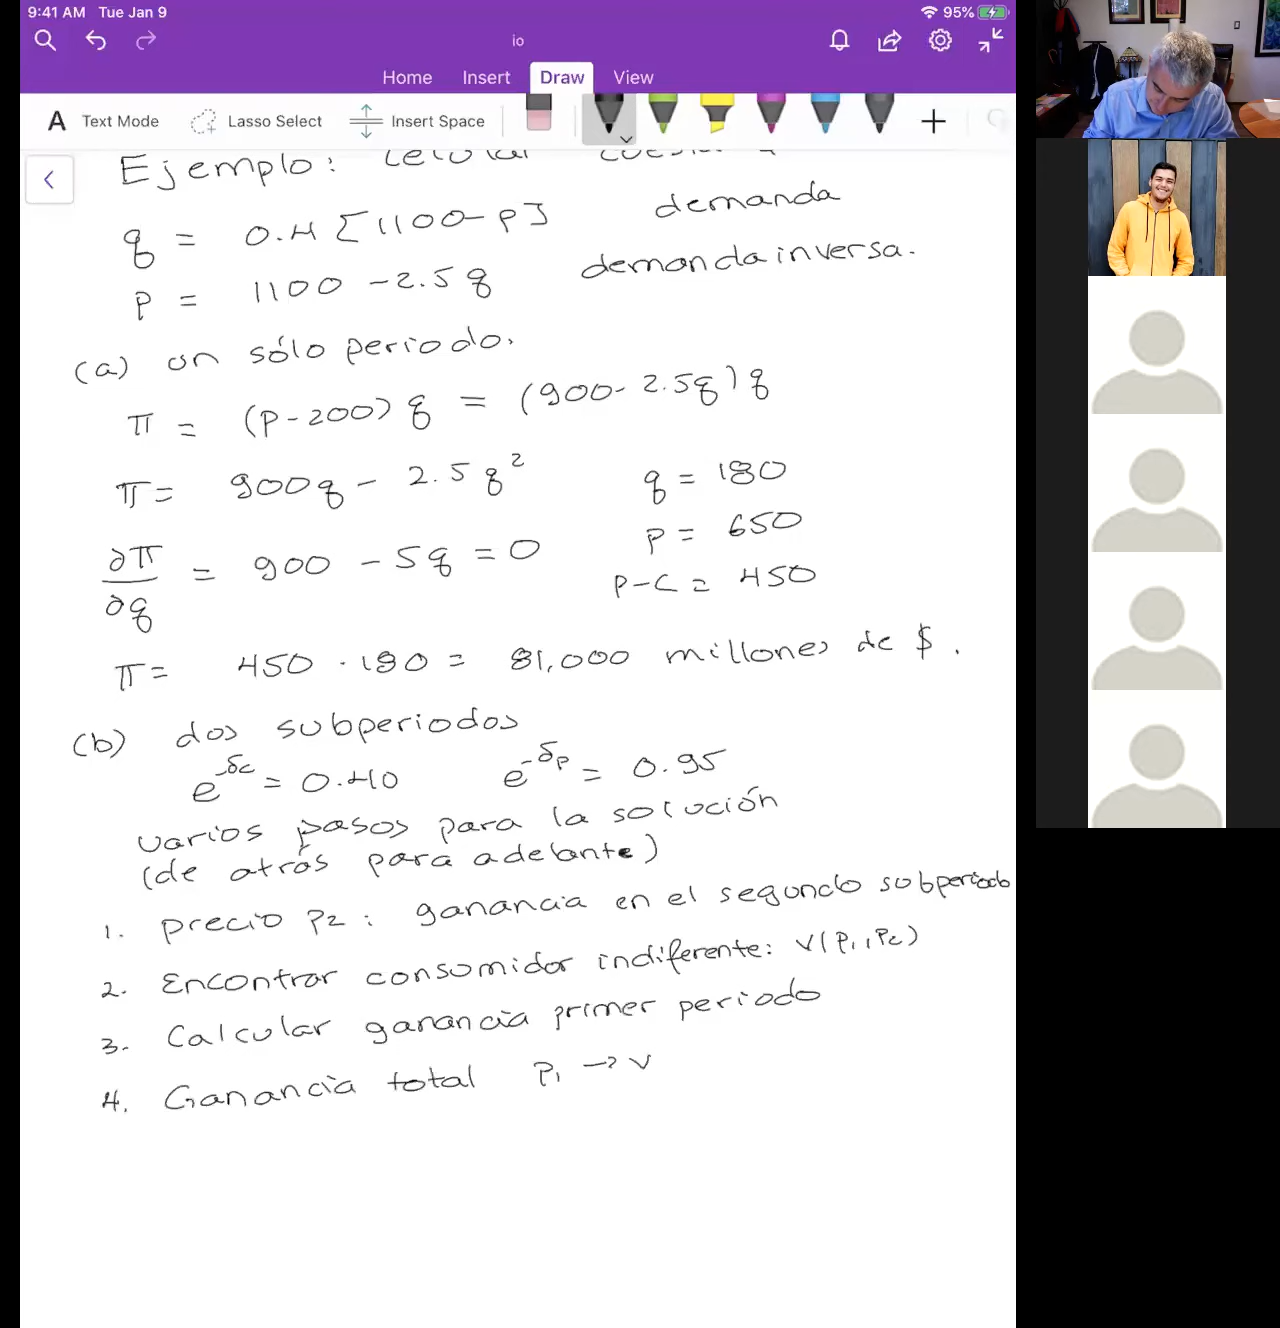 9:41 AM Tue Jan 9
95%
io
Home Insert Draw View
A Text Mode Lasso Select Insert Space
Ejemplo: celular cuesta
q = 0.4 [1100-p] demanda
p = 1100 - 2.5q demanda inversa.
(a) un sólo periodo.
π = (p-200) q = (900-2.5q) q
π = 900q - 2.5q²
q = 180
p = 650
∂π/∂q = 900 - 5q = 0
p-c = 450
π = 450 · 180 = 81,000 millones de $.
(b) dos subperiodos
e^-δc = 0.40 e^-δp = 0.95
varios pasos para la solución
(de atrás para adelante)
1. precio p2: ganancia en el segundo subperiodo
2. Encontrar consumidor indiferente: v(p1, p2)
3. Calcular ganancia primer periodo
4. Ganancia total p1 → v